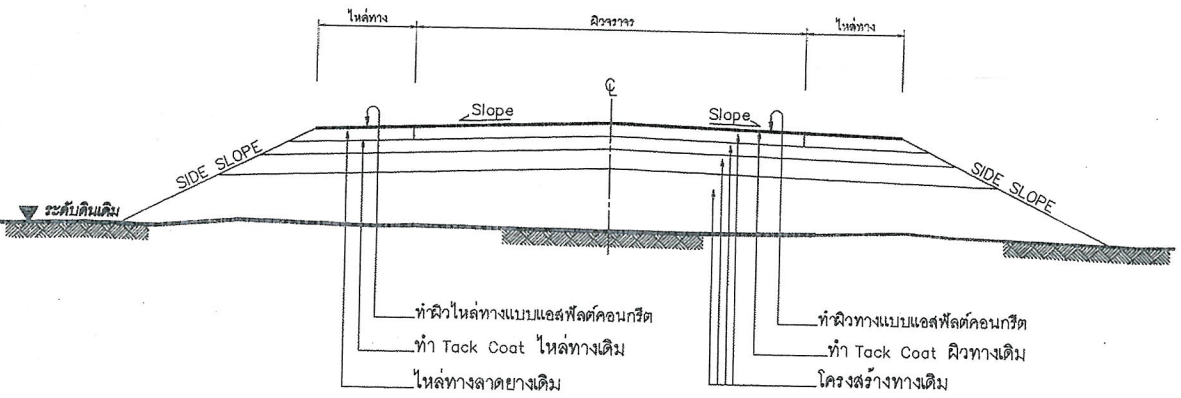 ไหล่ทาง
ผิวจราจร
ไหล่ทาง
℄
Slope
Slope
SIDE SLOPE
SIDE SLOPE
ระดับดินเดิม
ทำผิวไหล่ทางแบบแอสฟัลต์คอนกรีต
ทำผิวทางแบบแอสฟัลต์คอนกรีต
ทำ Tack Coat ไหล่ทางเดิม
ทำ Tack Coat ผิวทางเดิม
ไหล่ทางลาดยางเดิม
โครงสร้างทางเดิม